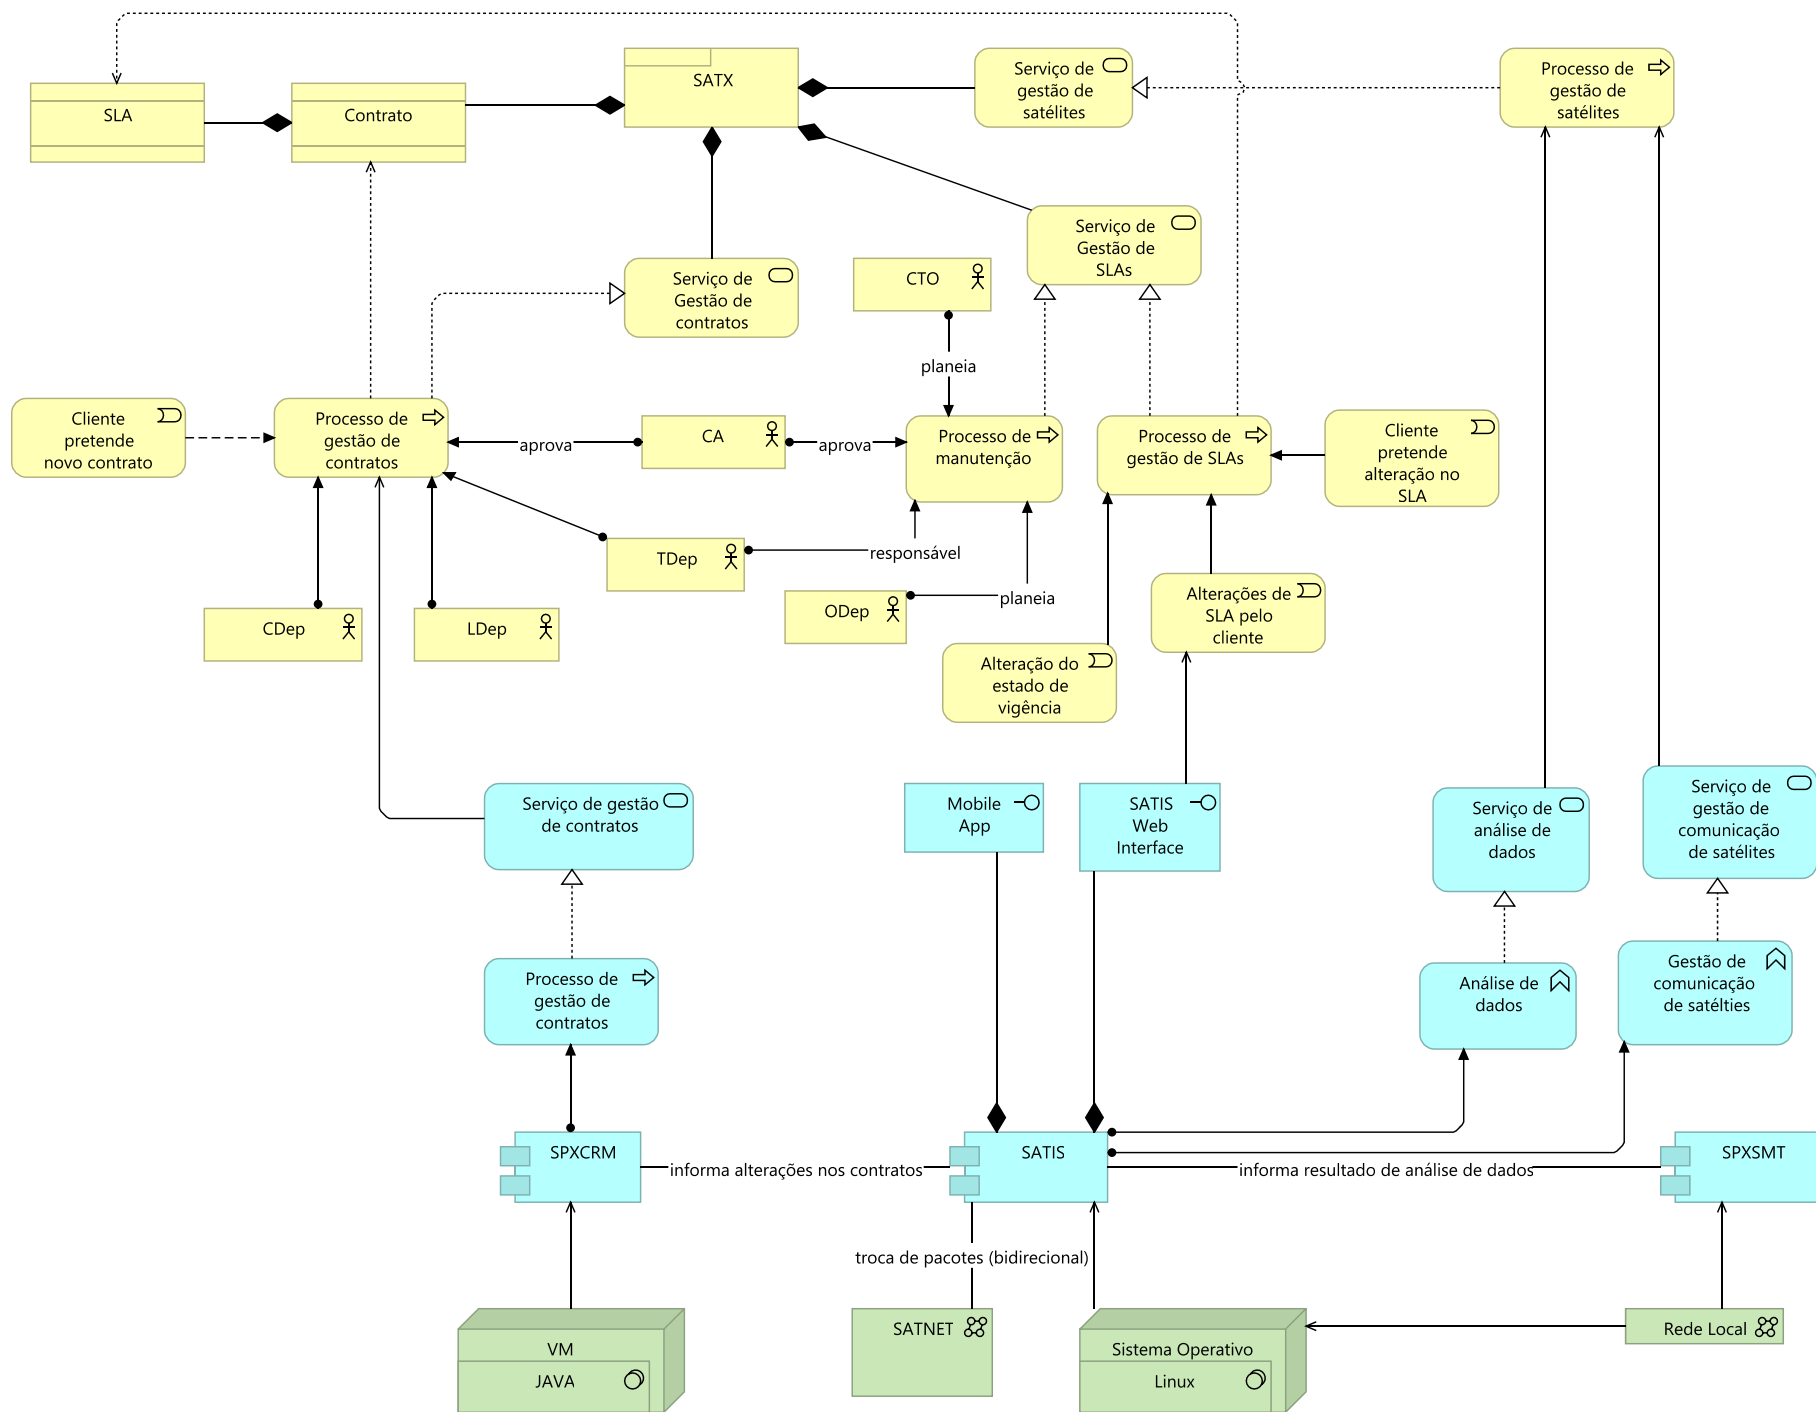 SATX
Serviço de
gestão de
satélites
Processo de
gestão de
satélites
SLA
Contrato
Serviço de
Gestão de
SLAs
Serviço de
Gestão de
contratos
CTO
planeia
Cliente
pretende
novo contrato
Processo de
gestão de
contratos
aprova
CA
aprova
Processo de
manutenção
Processo de
gestão de SLAs
Cliente
pretende
alteração no
SLA
TDep
responsável
CDep
LDep
ODep
planeia
Alterações de
SLA pelo
cliente
Alteração do
estado de
vigência
Serviço de gestão
de contratos
Mobile
App
SATIS
Web
Interface
Serviço de
análise de
dados
Serviço de
gestão de
comunicação
de satélites
Processo de
gestão de
contratos
Análise de
dados
Gestão de
comunicação
de satélties
SPXCRM
informa alterações nos contratos
SATIS
informa resultado de análise de dados
SPXSMT
troca de pacotes (bidirecional)
VM
JAVA
SATNET
Sistema Operativo
Linux
Rede Local